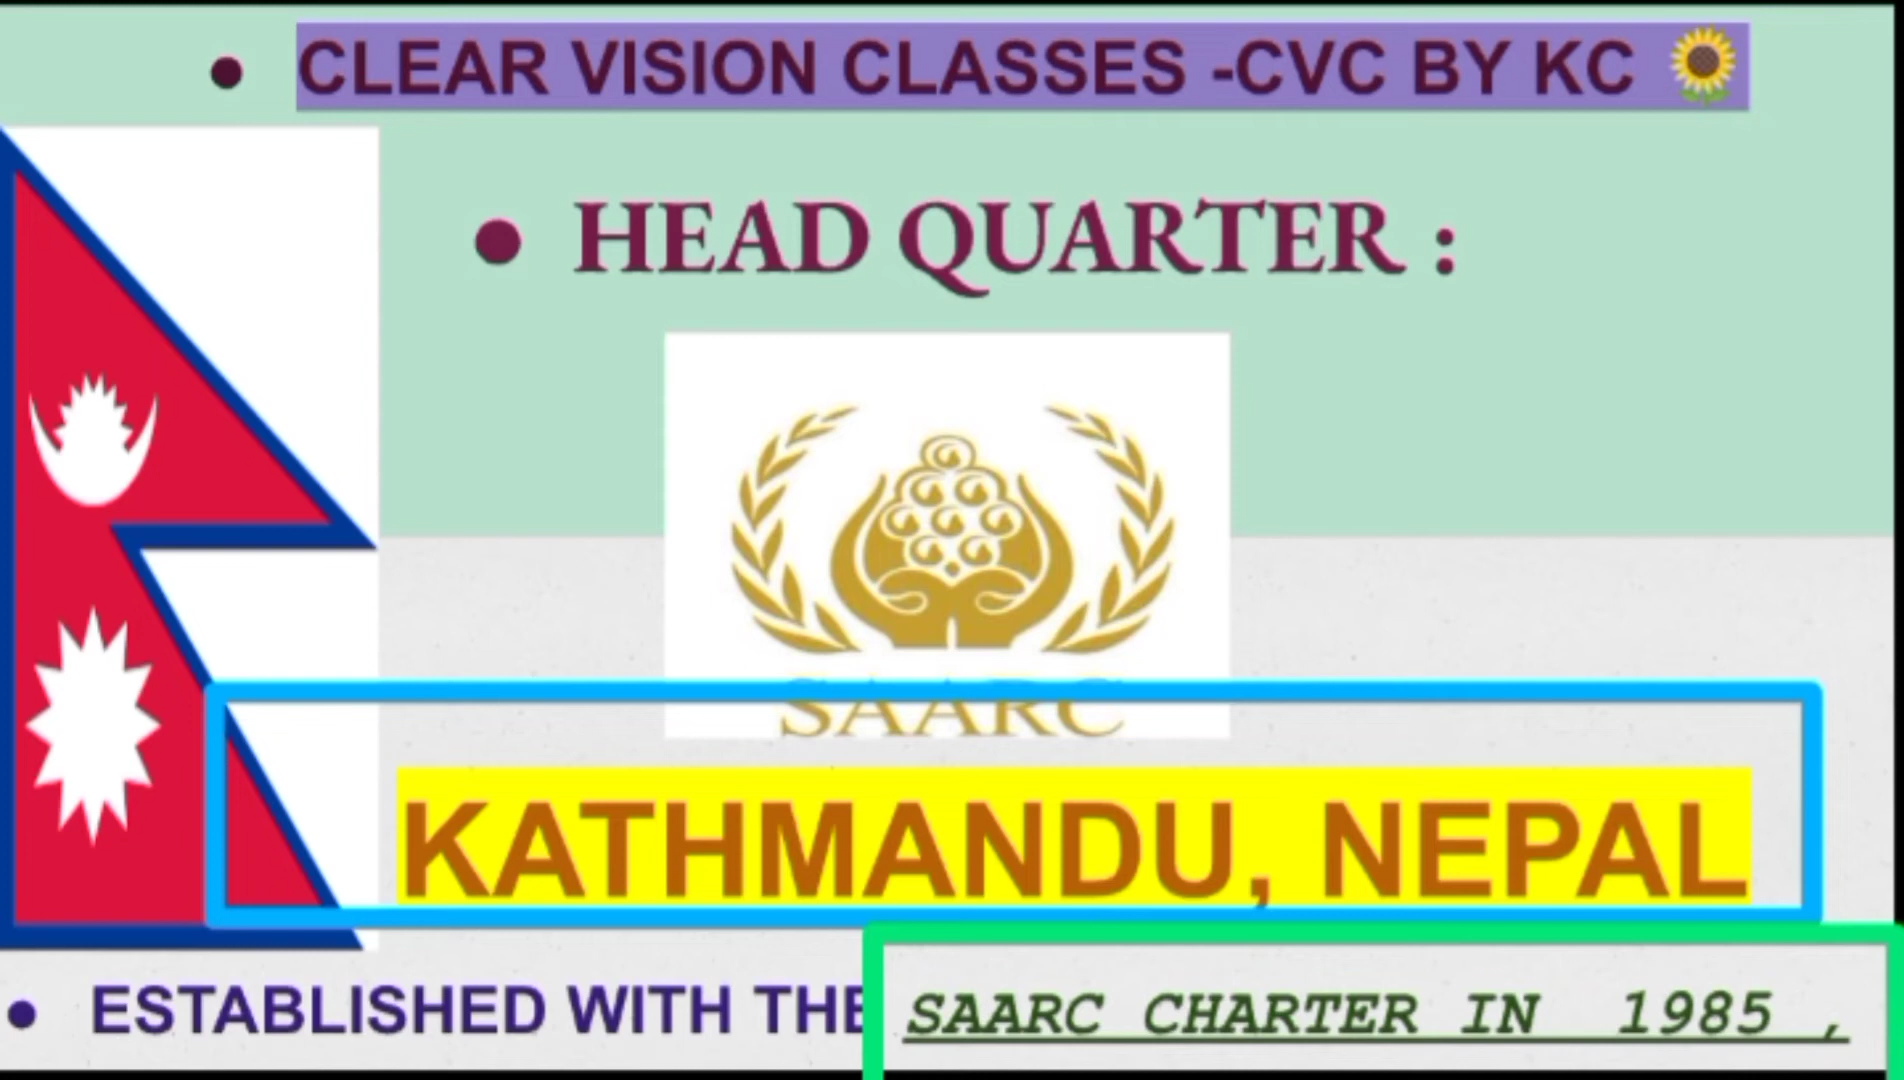 • CLEAR VISION CLASSES -CVC BY KC 🌻
• HEAD QUARTER :
SAARC
KATHMANDU, NEPAL
• ESTABLISHED WITH THE SAARC CHARTER IN 1985 ,